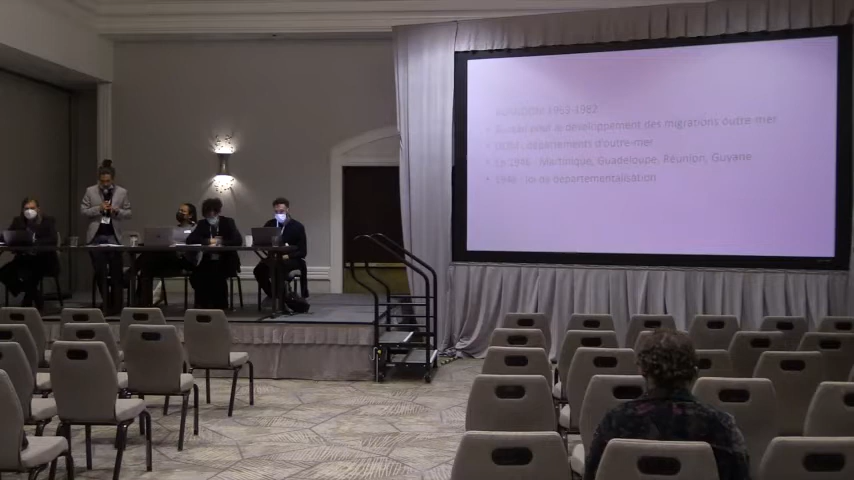 BUMIDOM 1963-1982
Bureau pour le développement des migrations outre-mer
DOM : départements d'outre-mer
En 1946 : Martinique, Guadeloupe, Réunion, Guyane
1946 : loi de départementalisation